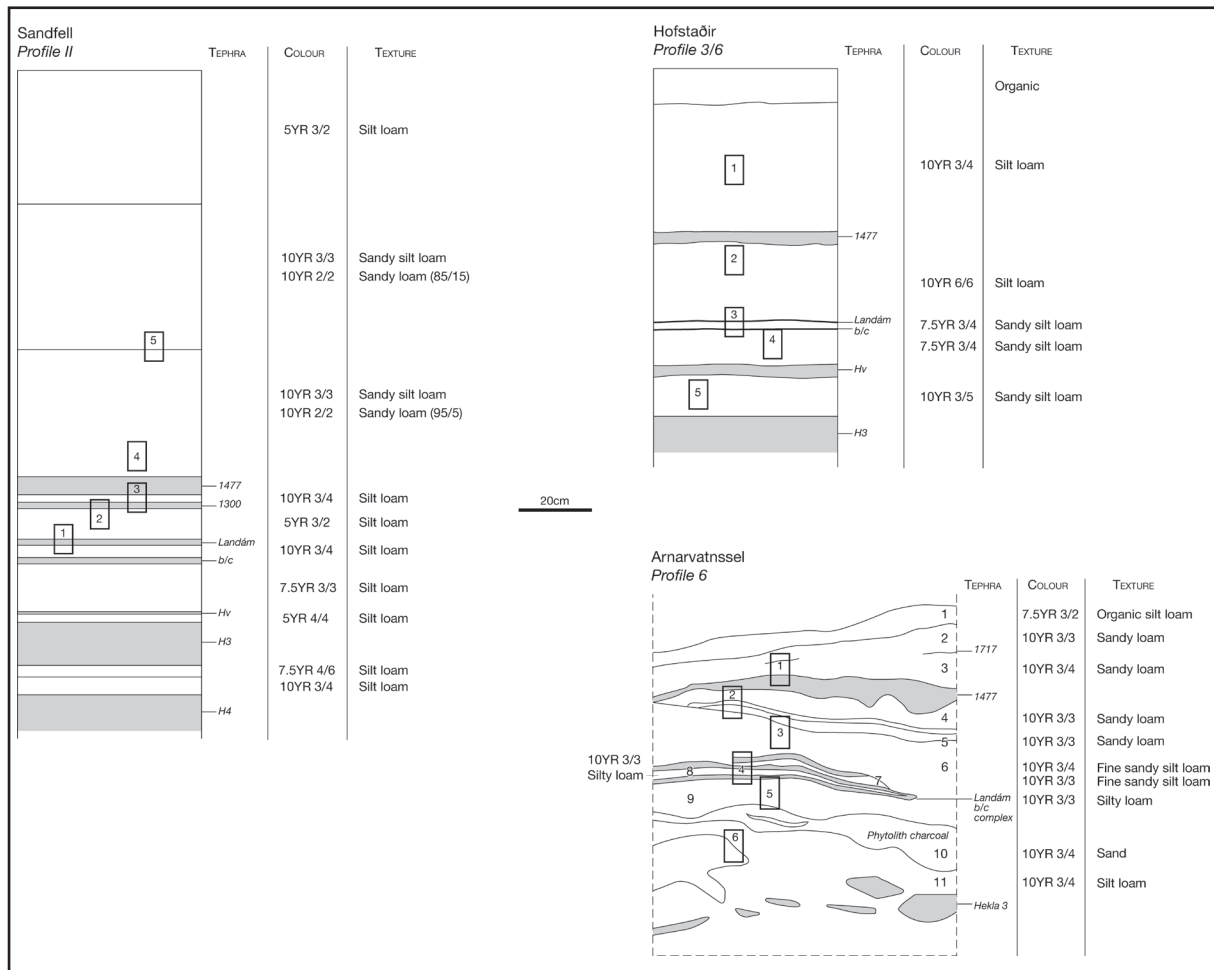 Sandfell
Profile II
TEPHRA COLOUR TEXTURE
5YR 3/2 Silt loam
10YR 3/3 Sandy silt loam
10YR 2/2 Sandy loam (85/15)
5
10YR 3/3 Sandy silt loam
10YR 2/2 Sandy loam (95/5)
4
1477
3
10YR 3/4 Silt loam
1300
2
5YR 3/2 Silt loam
1
Landám
10YR 3/4 Silt loam
b/c
7.5YR 3/3 Silt loam
Hv
5YR 4/4 Silt loam
H3
7.5YR 4/6 Silt loam
10YR 3/4 Silt loam
H4
20cm
Hofstaðir
Profile 3/6
TEPHRA COLOUR TEXTURE
Organic
1
10YR 3/4 Silt loam
1477
2
10YR 6/6 Silt loam
3
Landám
b/c
7.5YR 3/4 Sandy silt loam
4
7.5YR 3/4 Sandy silt loam
Hv
5
10YR 3/5 Sandy silt loam
H3
Arnarvatnssel
Profile 6
TEPHRA COLOUR TEXTURE
1 7.5YR 3/2 Organic silt loam
2 10YR 3/3 Sandy loam
1717
1
3 10YR 3/4 Sandy loam
2
1477
4 10YR 3/3 Sandy loam
3
5 10YR 3/3 Sandy loam
10YR 3/3
Silty loam
6 10YR 3/4 Fine sandy silt loam
8 4 7 10YR 3/3 Fine sandy silt loam
9 5
Landám
b/c
complex
10YR 3/3 Silty loam
Phytolith charcoal
6
10 10YR 3/4 Sand
11 10YR 3/4 Silt loam
Hekla 3